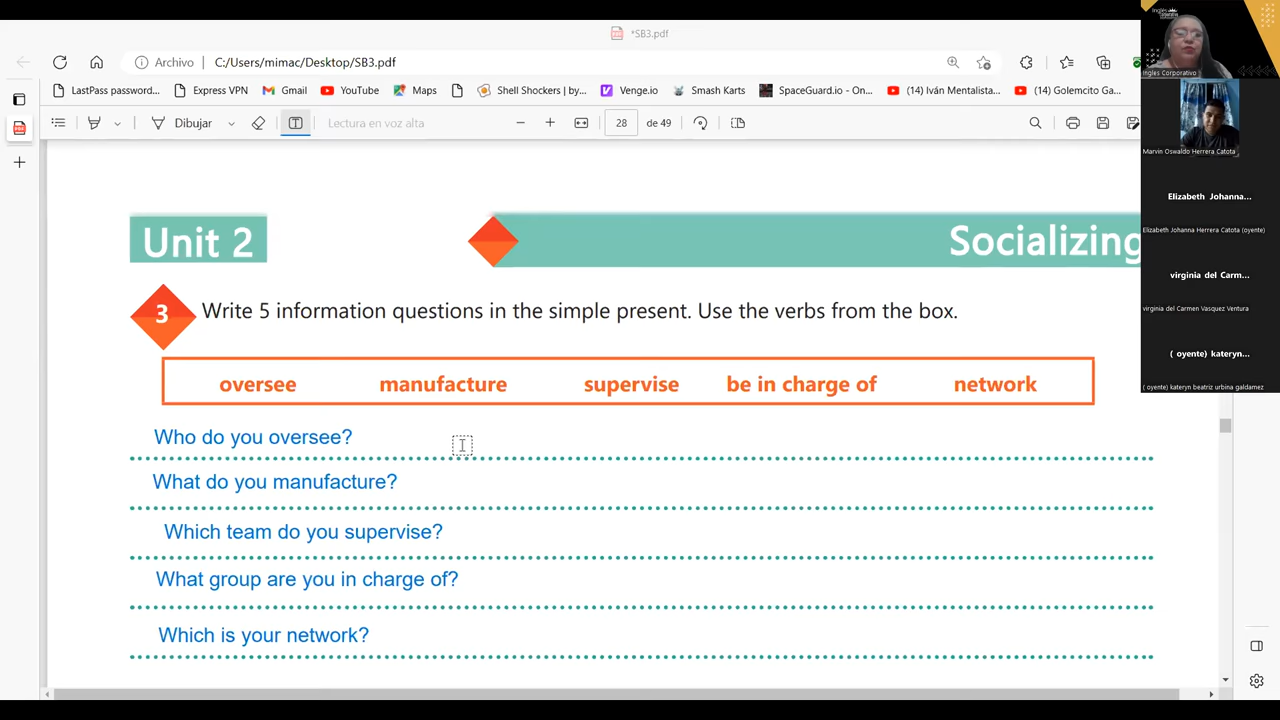 *SB3.pdf
Archivo C:/Users/mimac/Desktop/SB3.pdf
LastPass password... Express VPN Gmail YouTube Maps Shell Shockers | by... Venge.io Smash Karts SpaceGuard.io - On... (14) Iván Mentalista... (14) Golemcito Ga...
Dibujar Lectura en voz alta 28 de 49
Unit 2 Socializing
3 Write 5 information questions in the simple present. Use the verbs from the box.
oversee manufacture supervise be in charge of network
Who do you oversee?
What do you manufacture?
Which team do you supervise?
What group are you in charge of?
Which is your network?
Inglés
Inglés Corporativo
Marvin Oswaldo Herrera Catota
Elizabeth Johanna...
Elizabeth Johanna Herrera Catota (oyente)
virginia del Carm...
virginia del Carmen Vasquez Ventura
( oyente) kateryn...
( oyente) kateryn beatriz urbina galdamez